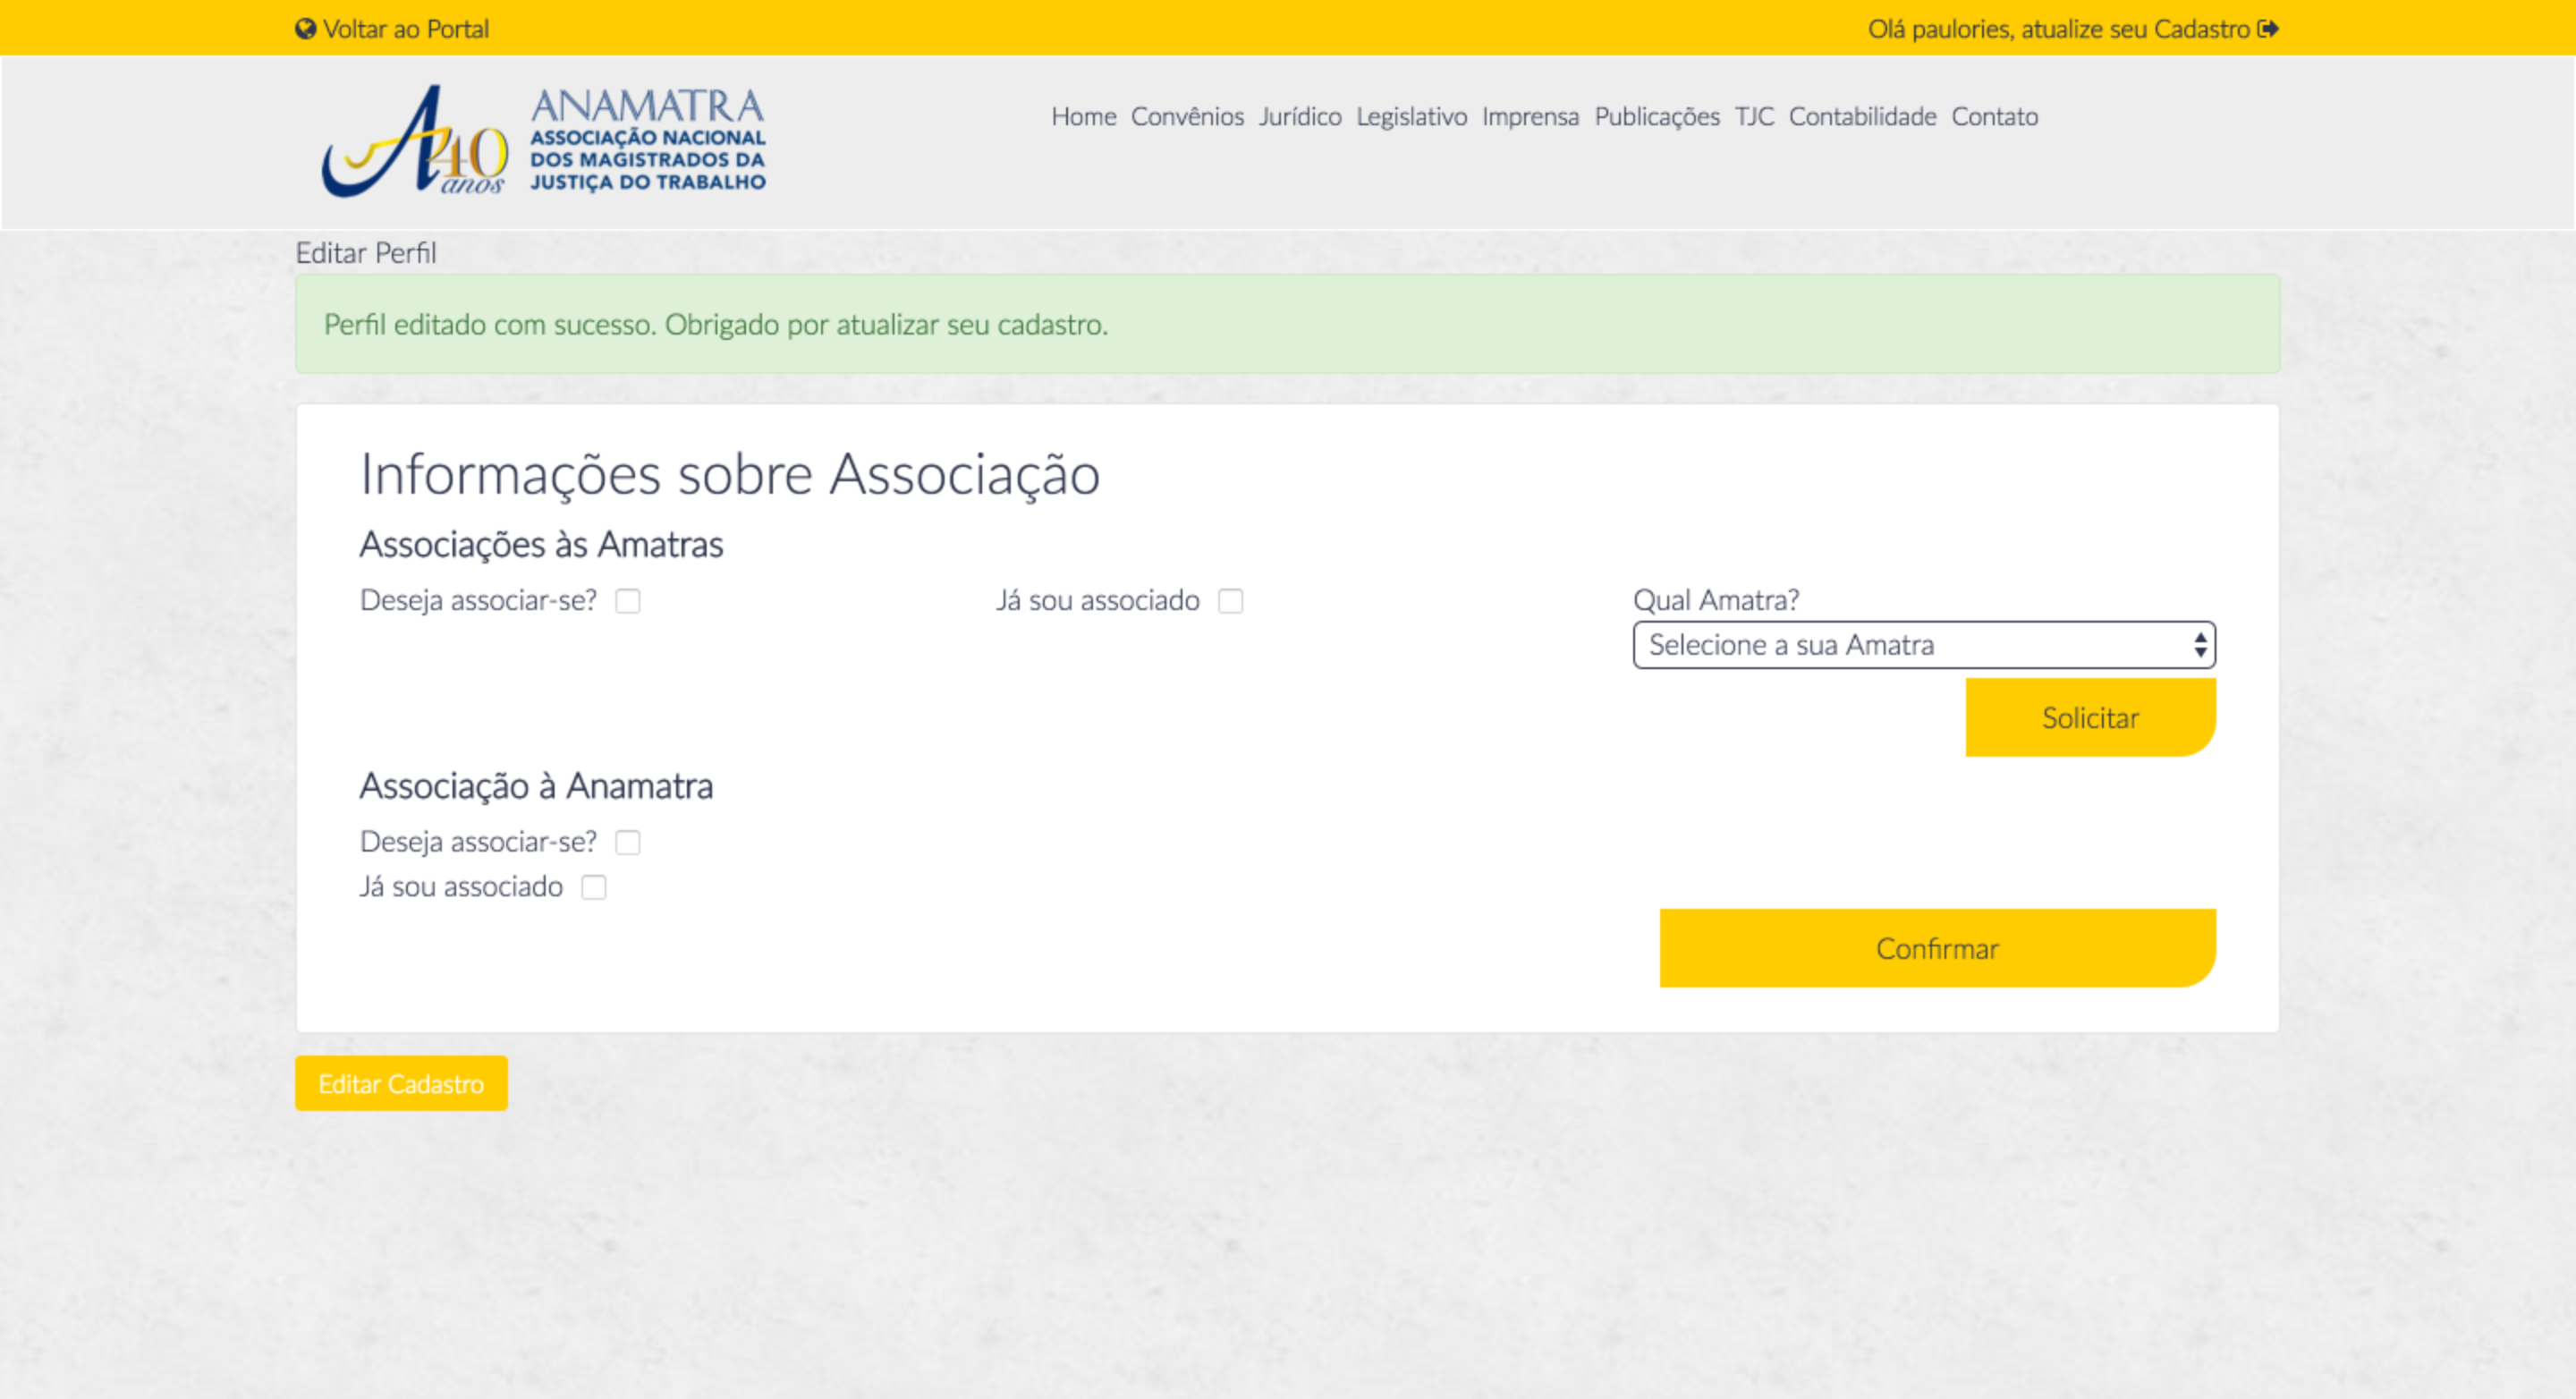 Voltar ao Portal
Olá paulories, atualize seu Cadastro
A 40 anos
ANAMATRA
ASSOCIAÇÃO NACIONAL
DOS MAGISTRADOS DA
JUSTIÇA DO TRABALHO
Home Convênios Jurídico Legislativo Imprensa Publicações TJC Contabilidade Contato
Editar Perfil
Perfil editado com sucesso. Obrigado por atualizar seu cadastro.
Informações sobre Associação
Associações às Amatras
Deseja associar-se?
Já sou associado
Qual Amatra?
Selecione a sua Amatra
Solicitar
Associação à Anamatra
Deseja associar-se?
Já sou associado
Confirmar
Editar Cadastro